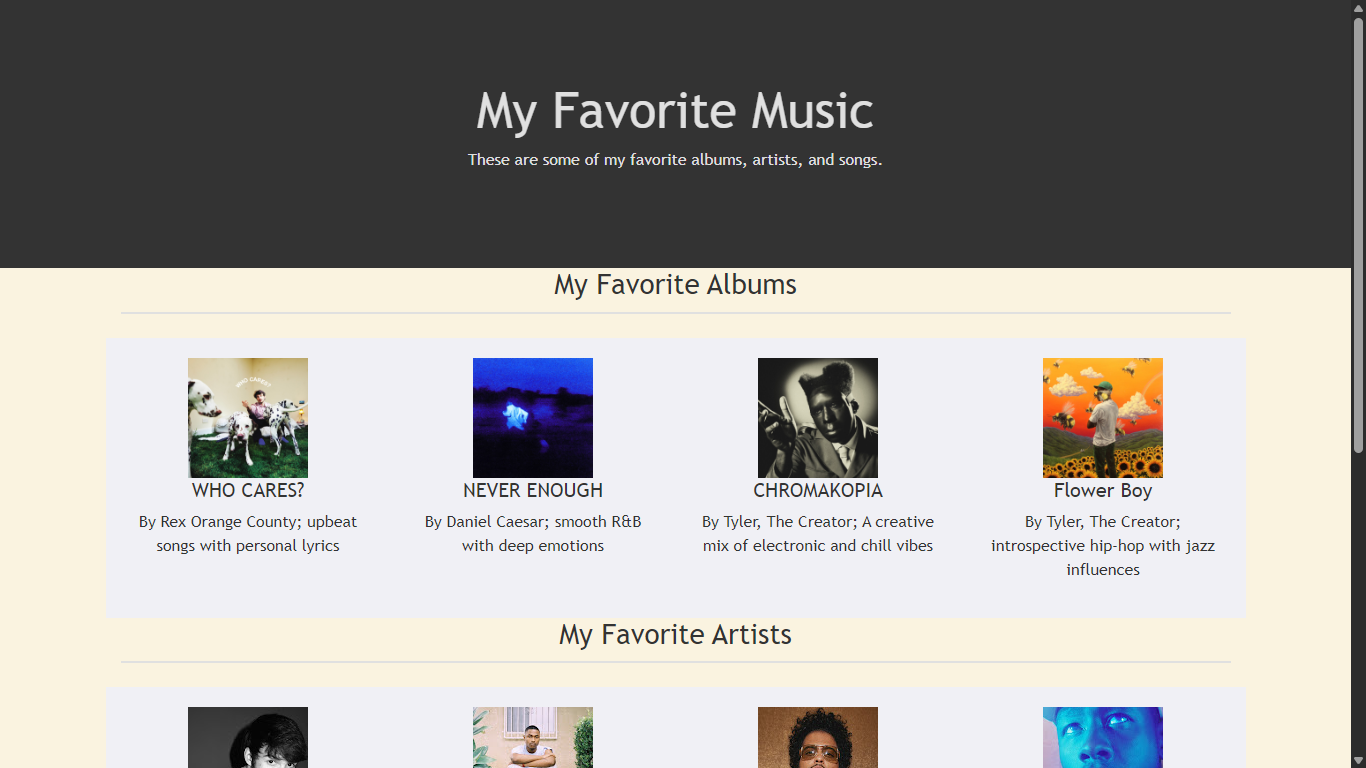 My Favorite Music
These are some of my favorite albums, artists, and songs.
My Favorite Albums
WHO CARES?
WHO CARES?
By Rex Orange County; upbeat
songs with personal lyrics
NEVER ENOUGH
By Daniel Caesar; smooth R&B
with deep emotions
CHROMAKOPIA
By Tyler, The Creator; A creative
mix of electronic and chill vibes
Flower Boy
By Tyler, The Creator;
introspective hip-hop with jazz
influences
My Favorite Artists